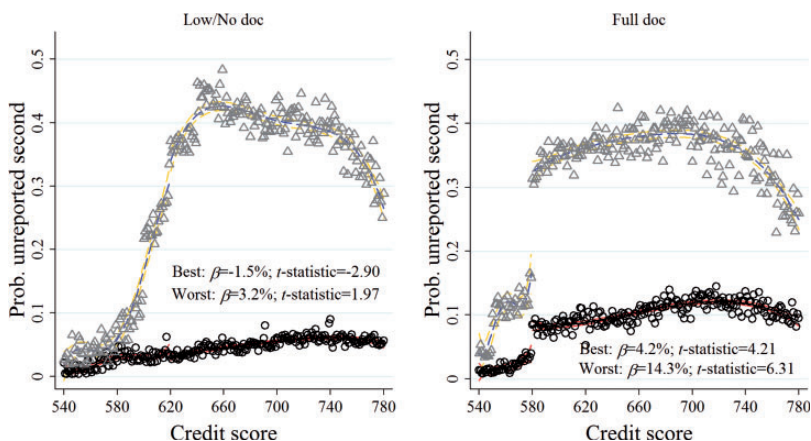 Low/No doc
Prob. unreported second
0.5
0.4
0.3
0.2
0.1
0
Best: β=-1.5%; t-statistic=-2.90
Worst: β=3.2%; t-statistic=1.97
540 580 620 660 700 740 780
Credit score
Full doc
Prob. unreported second
0.5
0.4
0.3
0.2
0.1
0
Best: β=4.2%; t-statistic=4.21
Worst: β=14.3%; t-statistic=6.31
540 580 620 660 700 740 780
Credit score